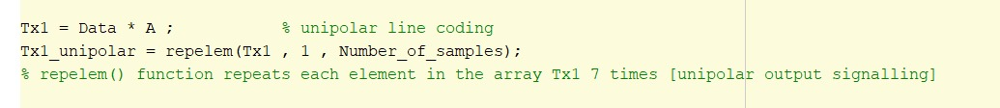 Tx1 = Data * A ;            % unipolar line coding
Tx1_unipolar = repelem(Tx1 , 1 , Number_of_samples);
% repelem() function repeats each element in the array Tx1 7 times [unipolar output signalling]